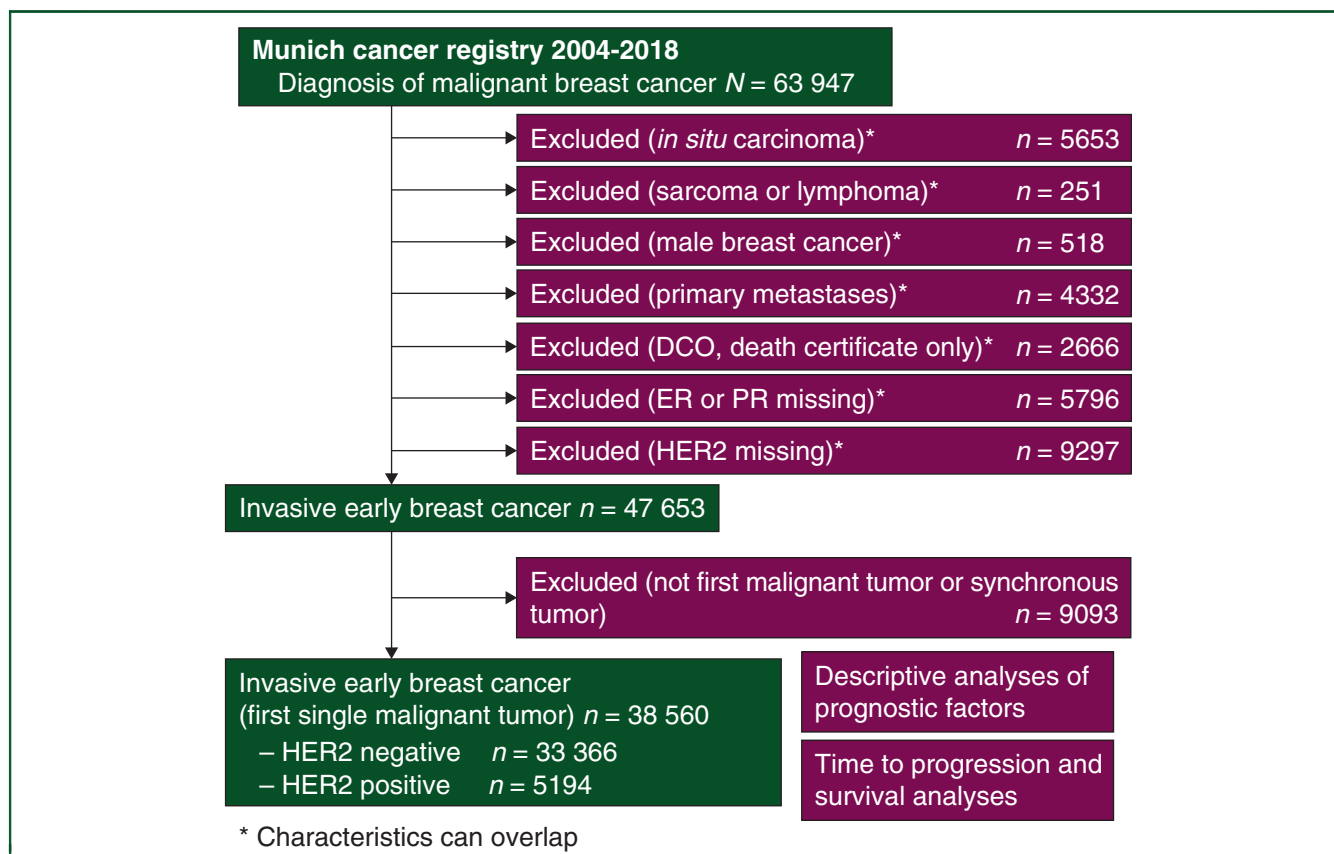 Munich cancer registry 2004-2018
Diagnosis of malignant breast cancer N = 63 947
Excluded (in situ carcinoma)* n = 5653
Excluded (sarcoma or lymphoma)* n = 251
Excluded (male breast cancer)* n = 518
Excluded (primary metastases)* n = 4332
Excluded (DCO, death certificate only)* n = 2666
Excluded (ER or PR missing)* n = 5796
Excluded (HER2 missing)* n = 9297
Invasive early breast cancer n = 47 653
Excluded (not first malignant tumor or synchronous
tumor) n = 9093
Invasive early breast cancer
(first single malignant tumor) n = 38 560
– HER2 negative n = 33 366
– HER2 positive n = 5194
Descriptive analyses of
prognostic factors
Time to progression and
survival analyses
* Characteristics can overlap